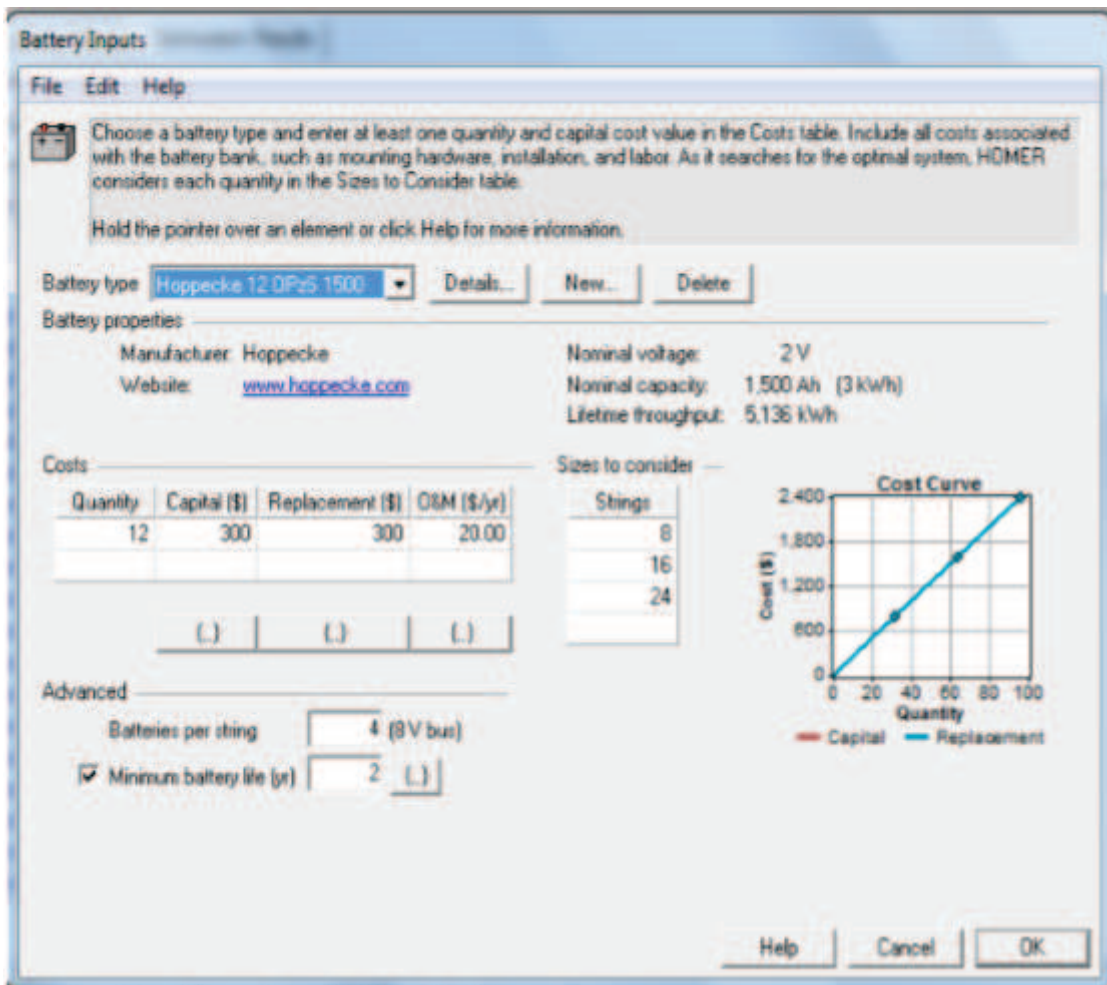 Battery Inputs
File Edit Help
Choose a battery type and enter at least one quantity and capital cost value in the Costs table. Include all costs associated
with the battery bank, such as mounting hardware, installation, and labor. As it searches for the optimal system, HOMER
considers each quantity in the Sizes to Consider table.
Hold the pointer over an element or click Help for more information.
Battery type Hoppecke 12 OPzS 1500 Details... New... Delete
Battery properties
Manufacturer: Hoppecke Nominal voltage: 2 V
Website: www.hoppecke.com Nominal capacity: 1,500 Ah (3 kWh)
Lifetime throughput: 5,136 kWh
Costs
Quantity Capital ($) Replacement ($) O&M ($/yr)
12 300 300 20.00
{..} {..} {..}
Sizes to consider
Strings
8
16
24
Cost Curve
2,400
1,800
1,200
600
0
Cost ($)
0 20 40 60 80 100
Quantity
Capital Replacement
Advanced
Batteries per string 4 (8 V bus)
Minimum battery life (yr) 2 {..}
Help Cancel OK